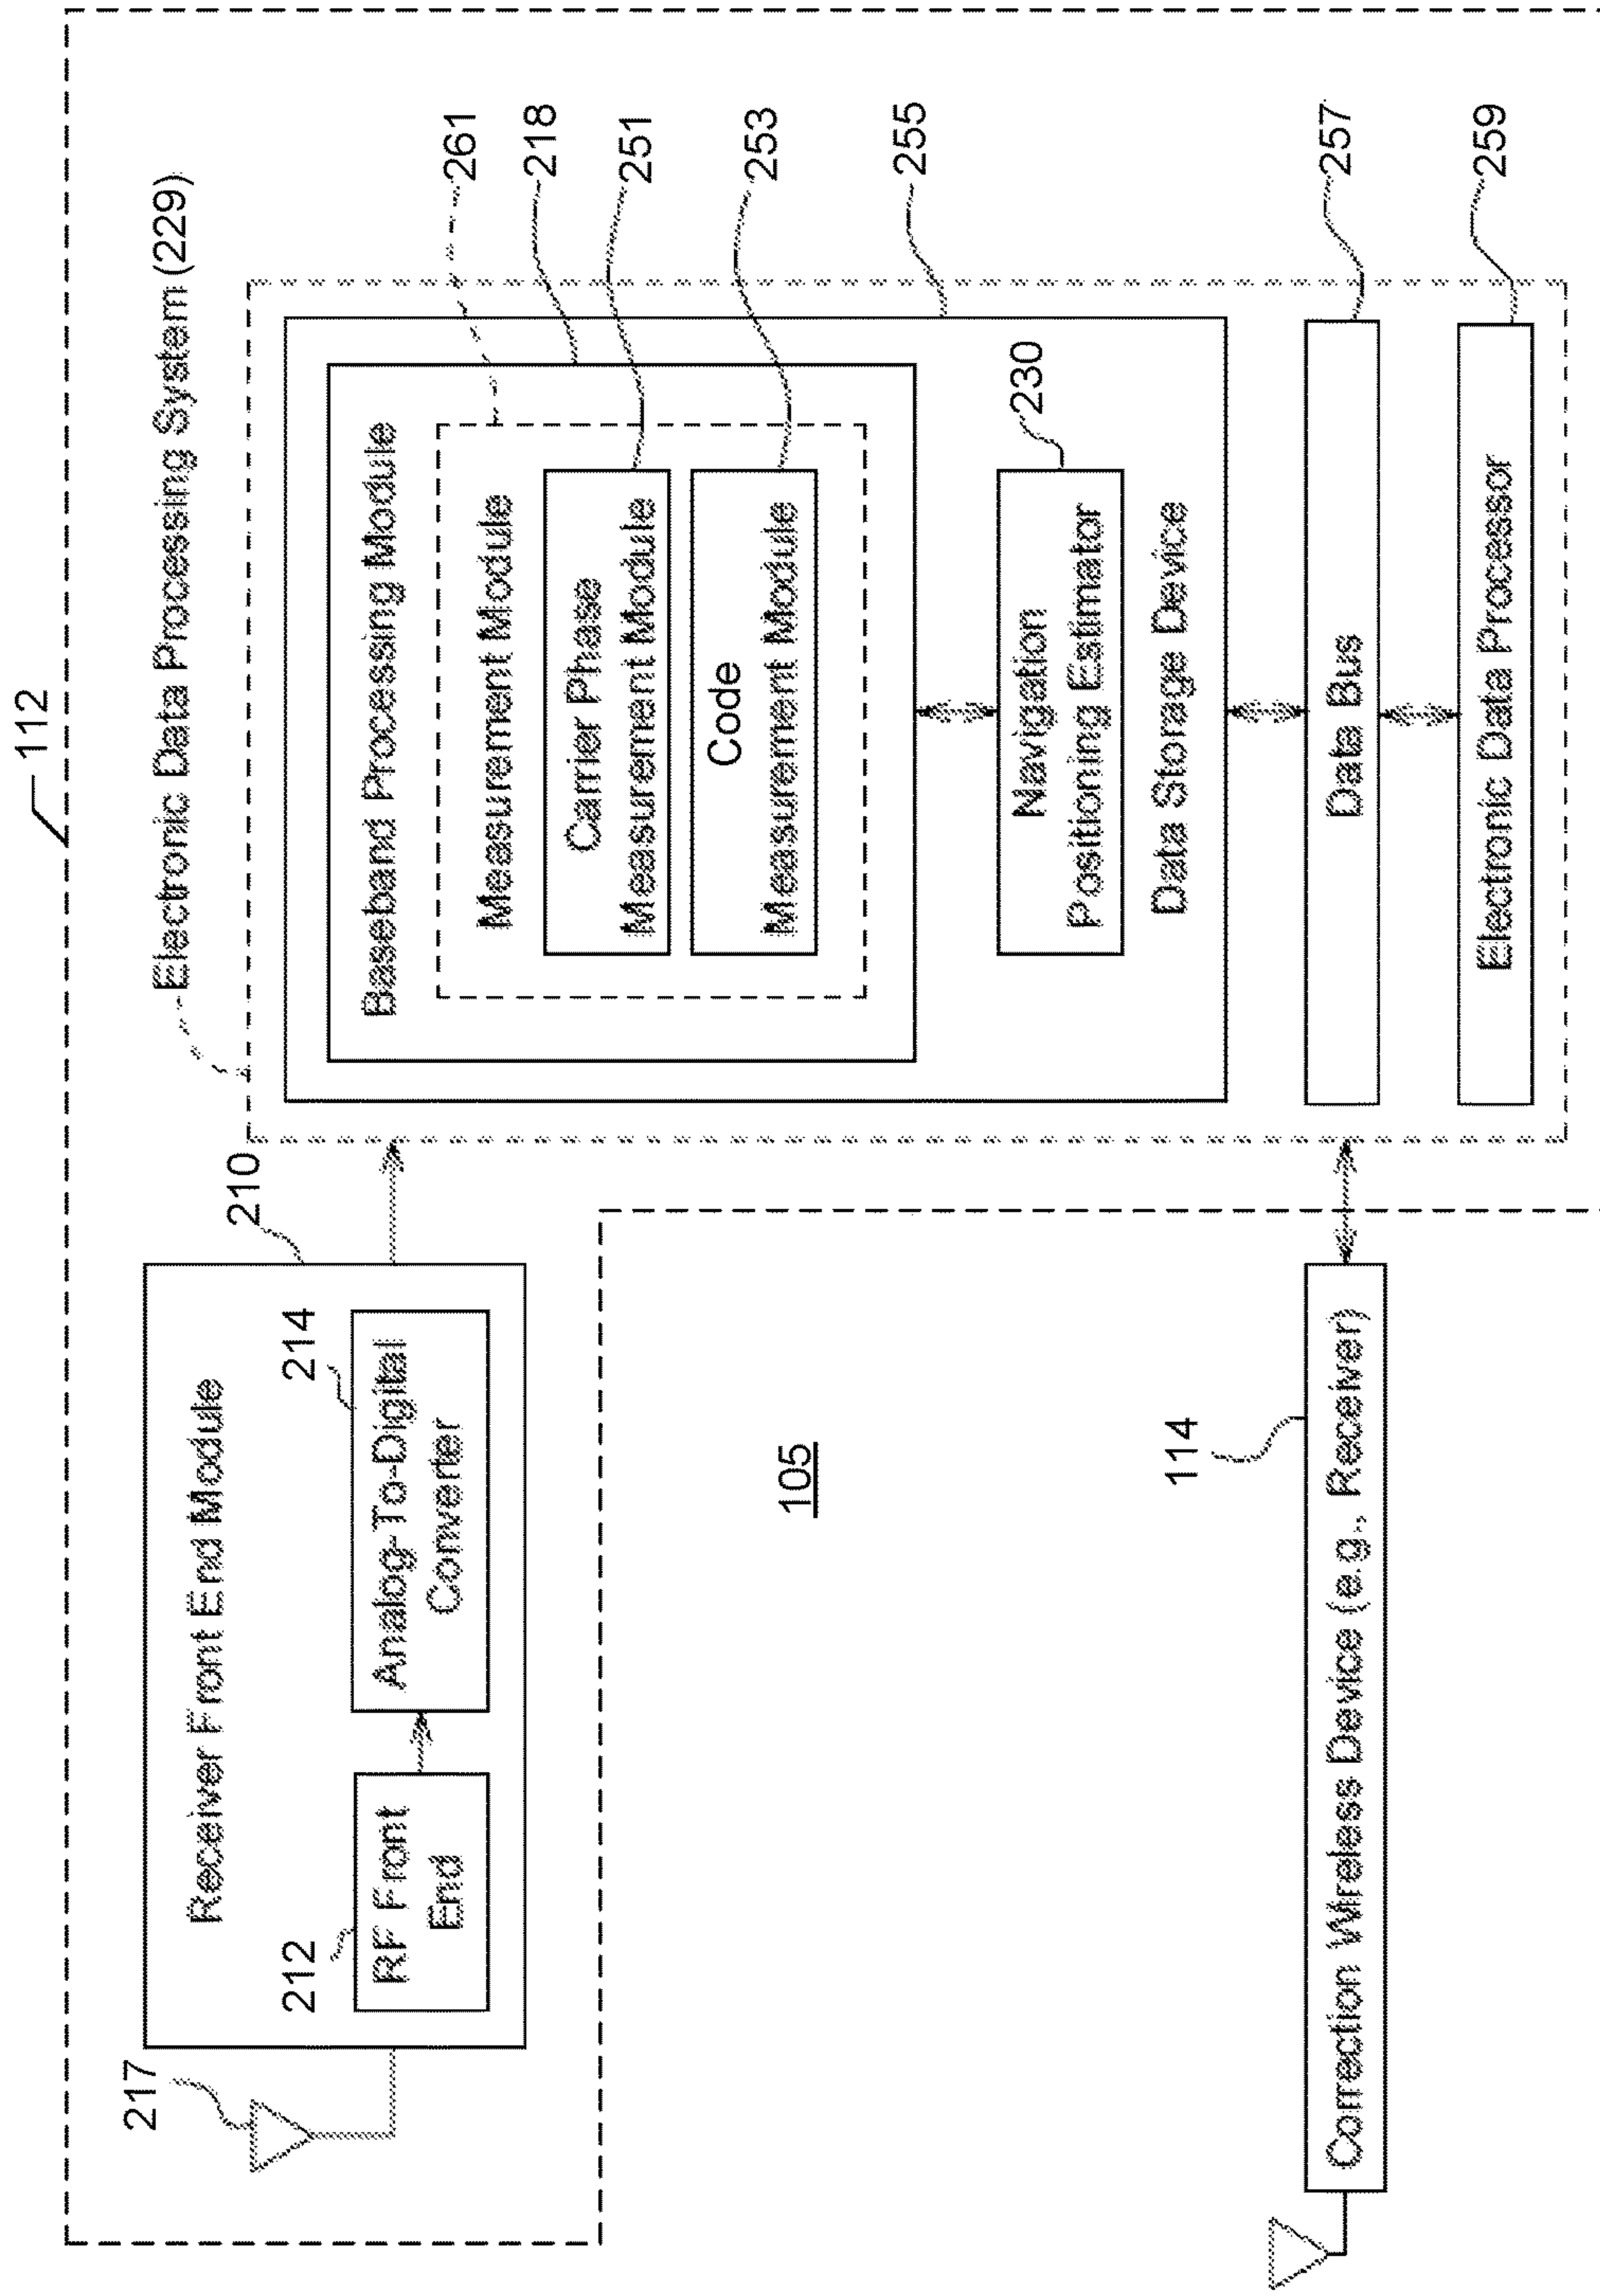 112
217
Receiver Front End Module
210
212
RF Front
End
214
Analog-To-Digital
Converter
Electronic Data Processing System (229)
Baseband Processing Module
261
Measurement Module
218
Carrier Phase
Measurement Module
251
Code
Measurement Module
253
255
Navigation
Positioning Estimator
230
Data Storage Device
Data Bus
257
Electronic Data Processor
259
105
114
Correction Wireless Device (e.g., Receiver)